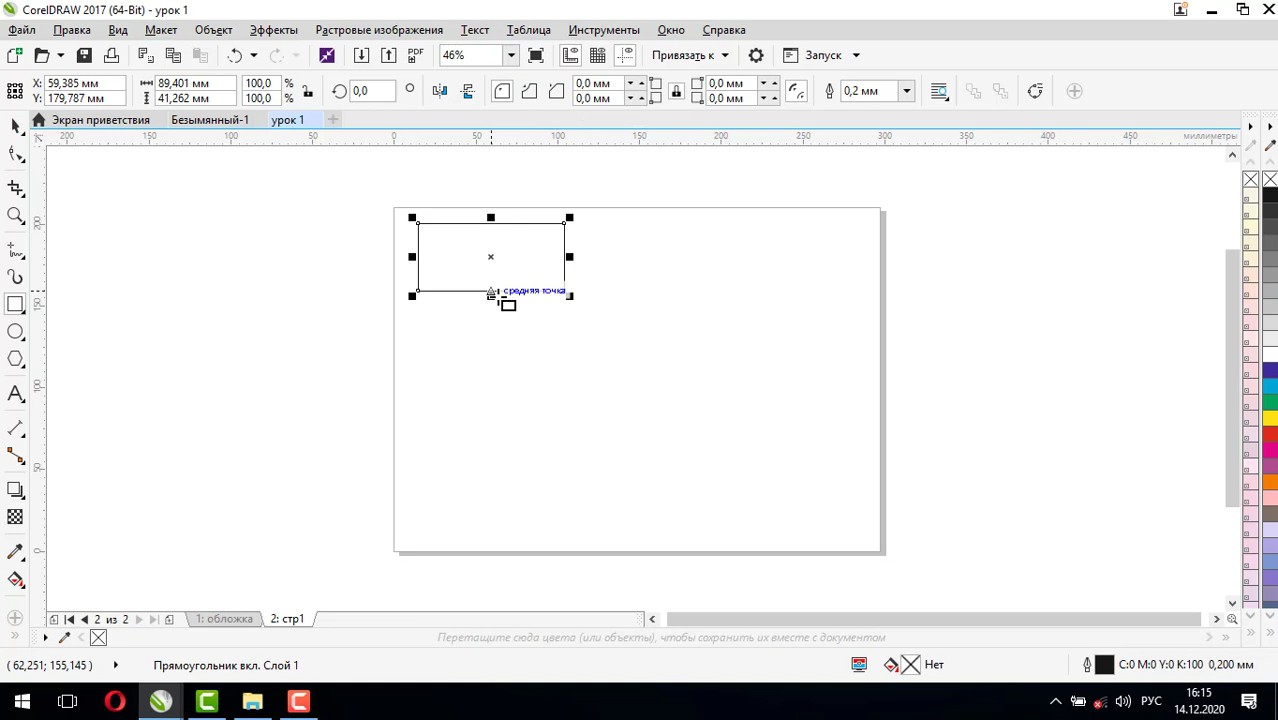 CorelDRAW 2017 (64-Bit) - урок 1
Файл Правка Вид Макет Объект Эффекты Растровые изображения Текст Таблица Инструменты Окно Справка
PDF 46% Привязать к Запуск
X: 59,385 мм 89,401 мм 100,0 % 0,0 0,0 мм 0,0 мм 0,2 мм
Y: 179,787 мм 41,262 мм 100,0 % 0,0 мм 0,0 мм
Экран приветствия Безымянный-1 урок 1
200 150 100 50 0 50 100 150 200 250 300 350 400 450 миллиметры
200
средняя точка
150
100
50
0
2 из 2 1: обложка 2: стр1
Перетащите сюда цвета (или объекты), чтобы сохранить их вместе с документом
( 62,251; 155,145 ) Прямоугольник вкл. Слой 1 Нет C:0 M:0 Y:0 K:100 0,200 мм
РУС 16:15
14.12.2020